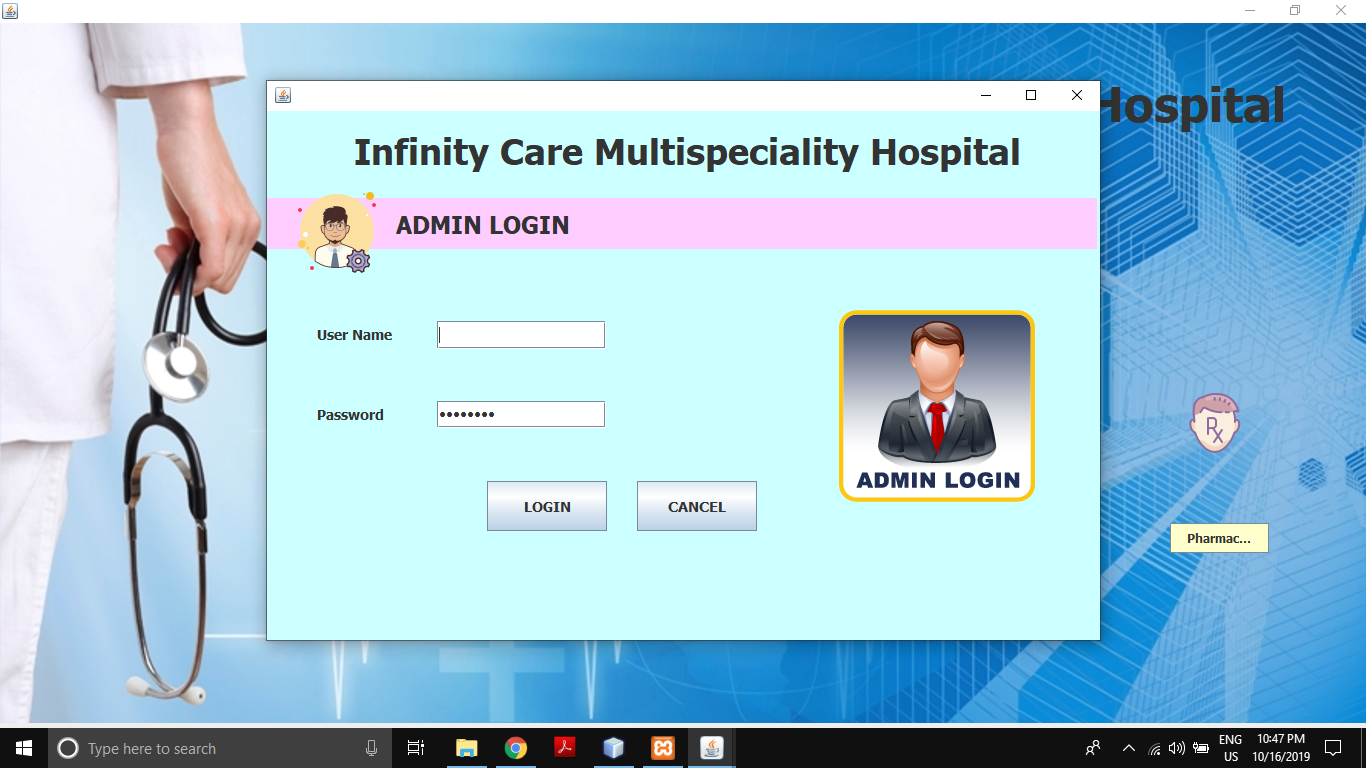 Hospital
Infinity Care Multispeciality Hospital
ADMIN LOGIN
User Name
Password ••••••••
ADMIN LOGIN
LOGIN CANCEL
Rx
Pharmac...
Type here to search
ENG
US
10:47 PM
10/16/2019